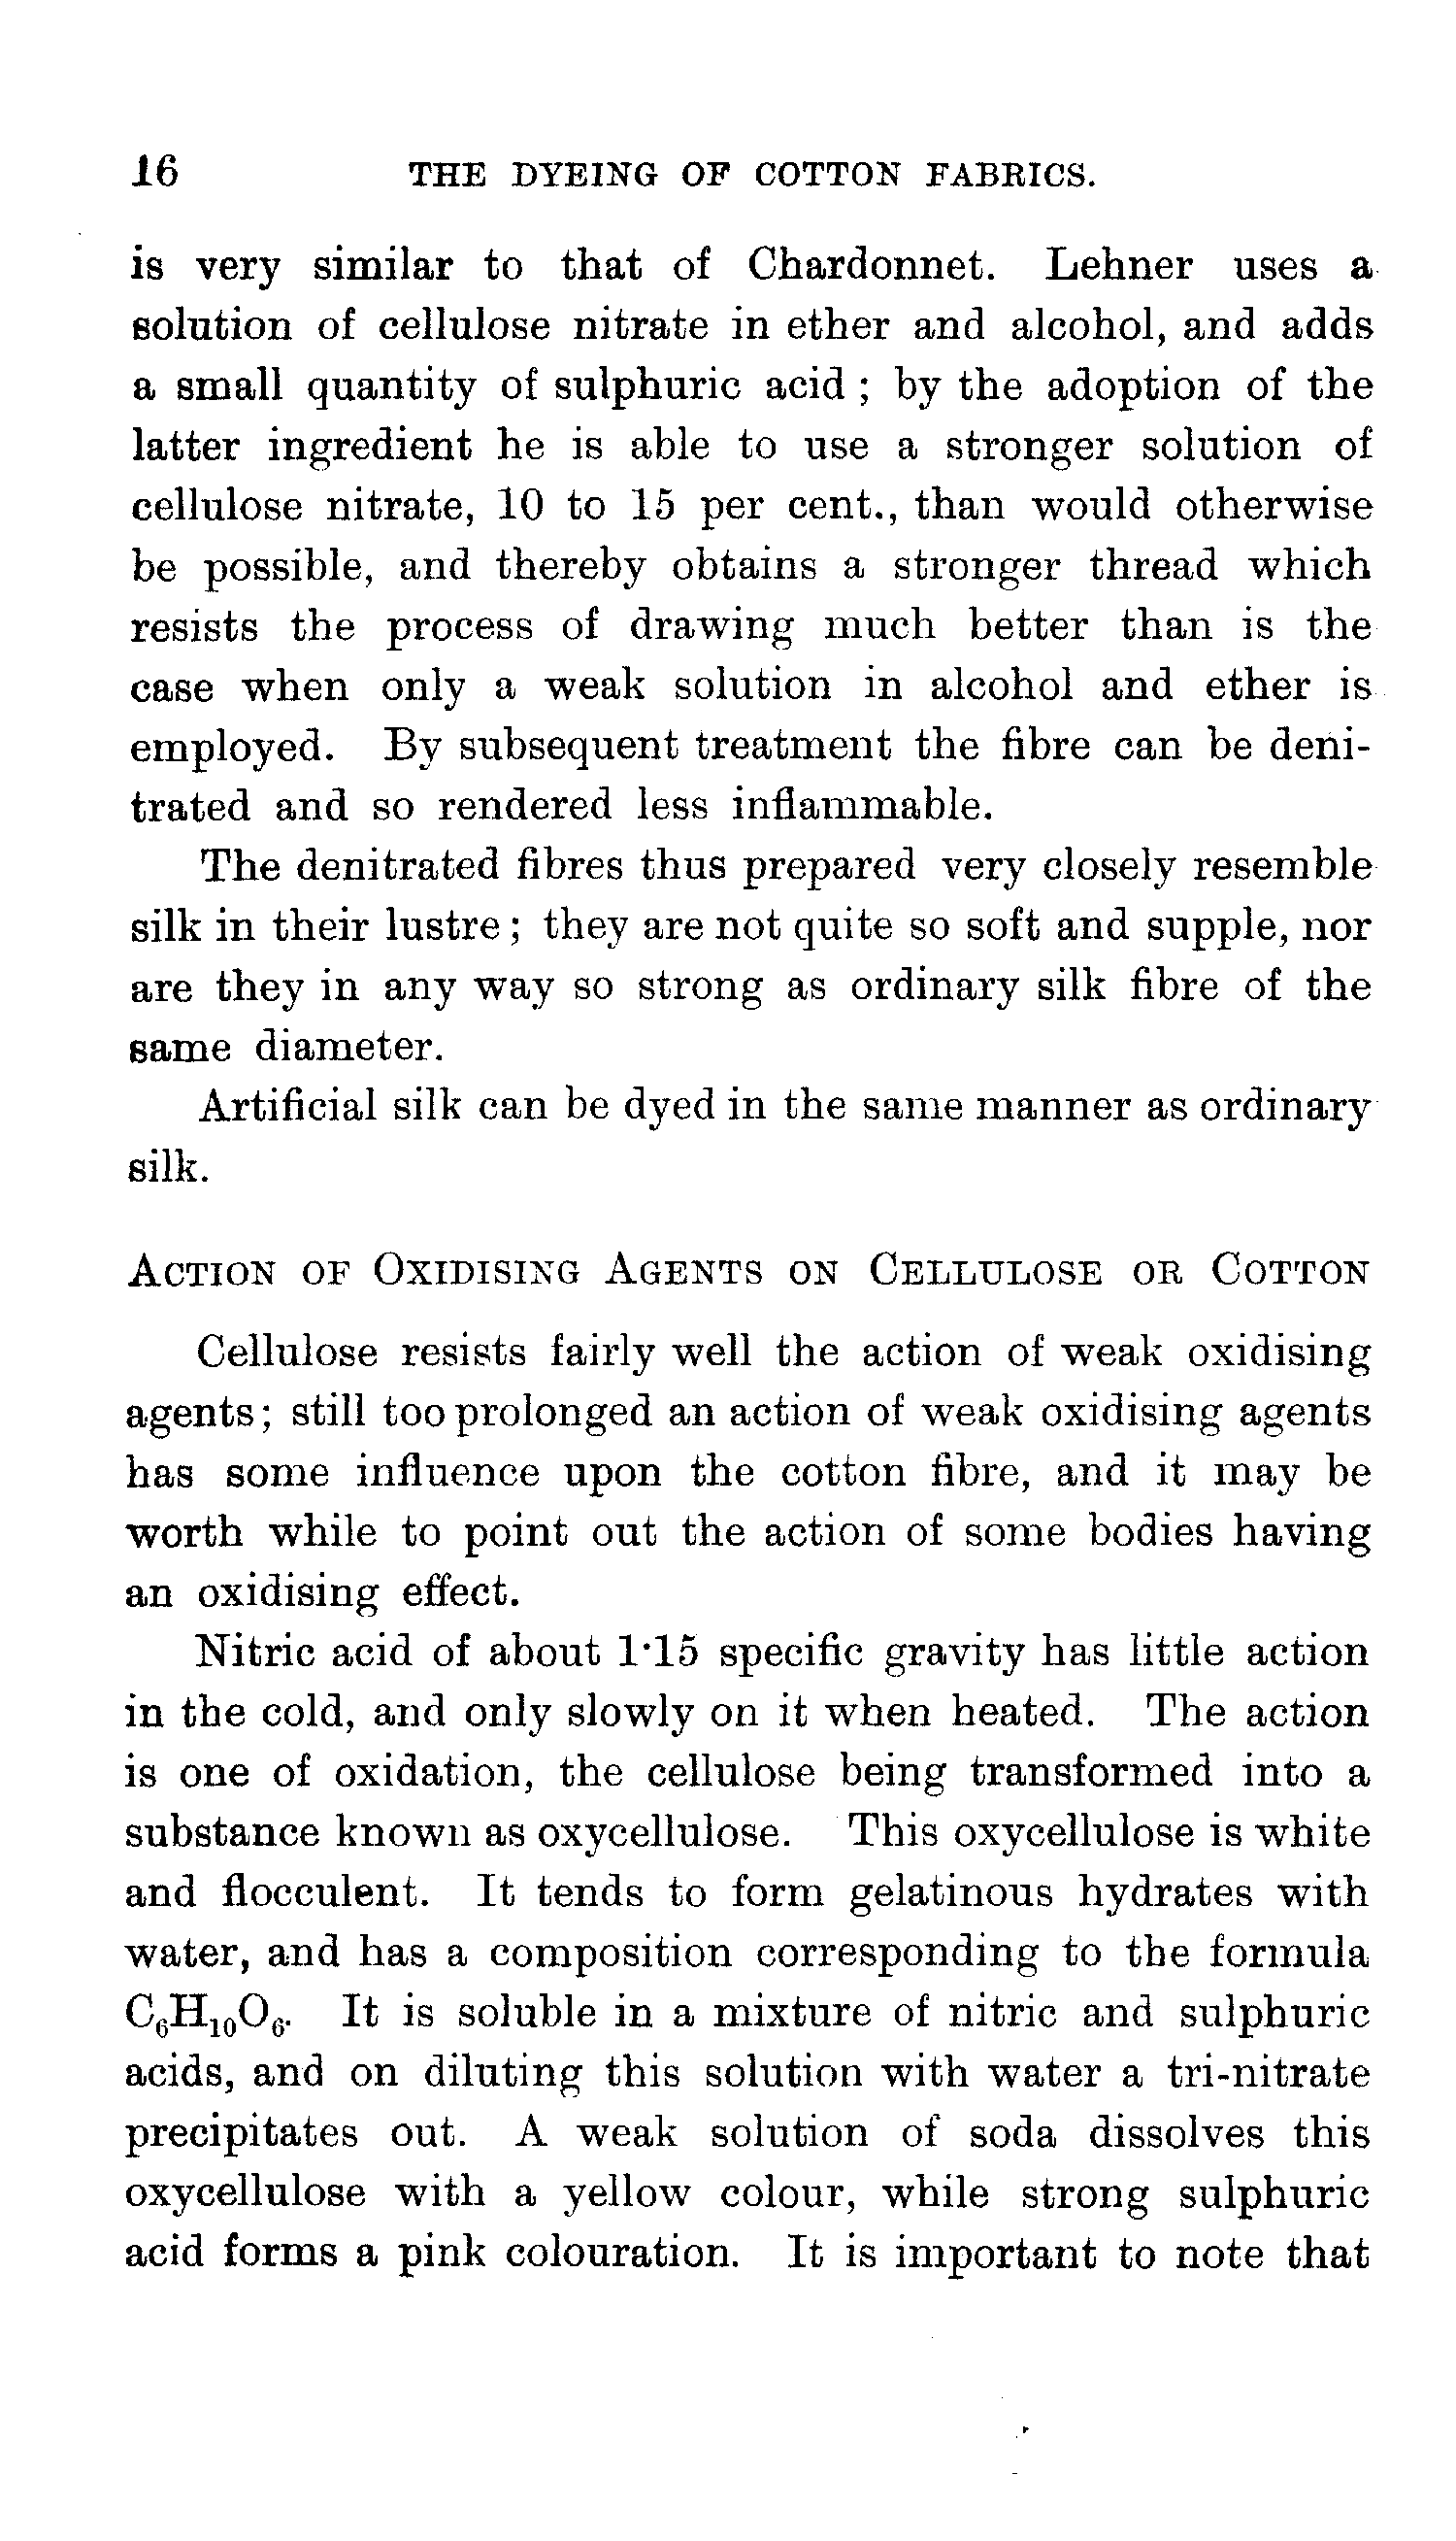 16 THE DYEING OF COTTON FABRICS.
is very similar to that of Chardonnet. Lehner uses a
solution of cellulose nitrate in ether and alcohol, and adds
a small quantity of sulphuric acid ; by the adoption of the
latter ingredient he is able to use a stronger solution of
cellulose nitrate, 10 to 15 per cent., than would otherwise
be possible, and thereby obtains a stronger thread which
resists the process of drawing much better than is the
case when only a weak solution in alcohol and ether is
employed. By subsequent treatment the fibre can be deni-
trated and so rendered less inflammable.
The denitrated fibres thus prepared very closely resemble
silk in their lustre ; they are not quite so soft and supple, nor
are they in any way so strong as ordinary silk fibre of the
same diameter.
Artificial silk can be dyed in the same manner as ordinary
silk.
ACTION OF OXIDISING AGENTS ON CELLULOSE OR COTTON
Cellulose resists fairly well the action of weak oxidising
agents; still too prolonged an action of weak oxidising agents
has some influence upon the cotton fibre, and it may be
worth while to point out the action of some bodies having
an oxidising effect.
Nitric acid of about 1·15 specific gravity has little action
in the cold, and only slowly on it when heated. The action
is one of oxidation, the cellulose being transformed into a
substance known as oxycellulose. This oxycellulose is white
and flocculent. It tends to form gelatinous hydrates with
water, and has a composition corresponding to the formula
C₆H₁₀O₆. It is soluble in a mixture of nitric and sulphuric
acids, and on diluting this solution with water a tri-nitrate
precipitates out. A weak solution of soda dissolves this
oxycellulose with a yellow colour, while strong sulphuric
acid forms a pink colouration. It is important to note that